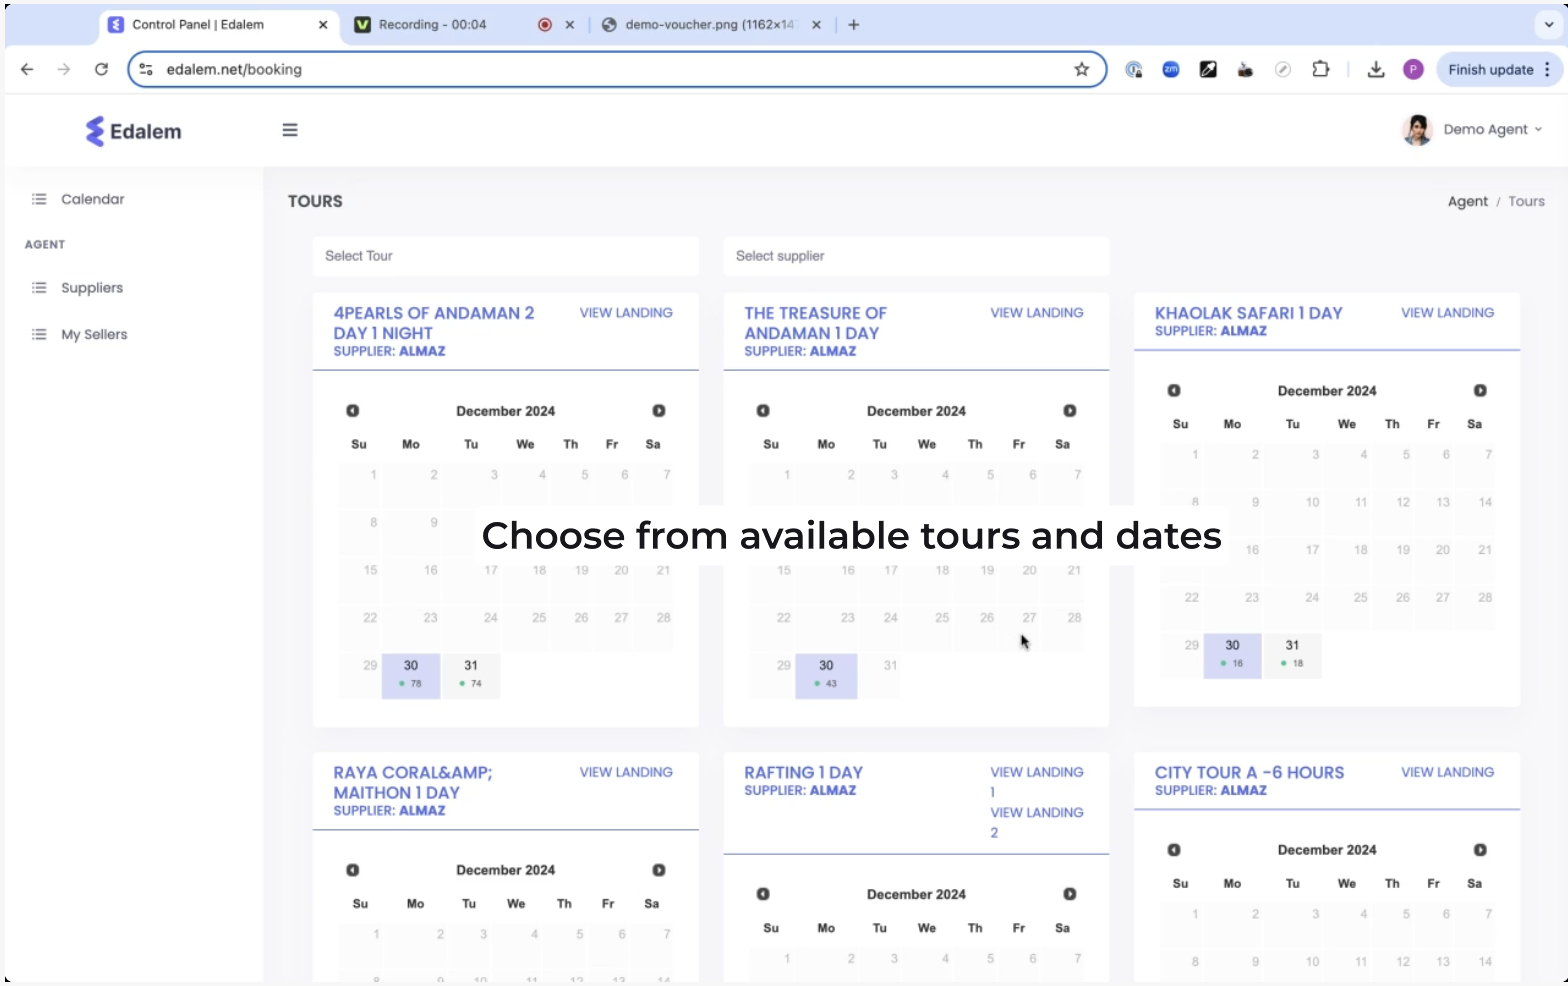 Control Panel | Edalem
Recording - 00:04
demo-voucher.png (1162×14
edalem.net/booking
zm
P
Finish update
Edalem
Demo Agent
Calendar
AGENT
Suppliers
My Sellers
TOURS
Agent / Tours
Select Tour
Select supplier
4PEARLS OF ANDAMAN 2
DAY 1 NIGHT
SUPPLIER: ALMAZ
VIEW LANDING
December 2024
Su Mo Tu We Th Fr Sa
1 2 3 4 5 6 7
8 9
15 16 17 18 19 20 21
22 23 24 25 26 27 28
29 30 31
78 74
THE TREASURE OF
ANDAMAN 1 DAY
SUPPLIER: ALMAZ
VIEW LANDING
December 2024
Su Mo Tu We Th Fr Sa
1 2 3 4 5 6 7
15 16 17 18 19 20 21
22 23 24 25 26 27 28
29 30 31
43
KHAOLAK SAFARI 1 DAY
SUPPLIER: ALMAZ
VIEW LANDING
December 2024
Su Mo Tu We Th Fr Sa
1 2 3 4 5 6 7
8 9 10 11 12 13 14
16 17 18 19 20 21
22 23 24 25 26 27 28
29 30 31
16 18
Choose from available tours and dates
RAYA CORAL&AMP;
MAITHON 1 DAY
SUPPLIER: ALMAZ
VIEW LANDING
December 2024
Su Mo Tu We Th Fr Sa
1 2 3 4 5 6 7
8 9 10 11 12 13 14
RAFTING 1 DAY
SUPPLIER: ALMAZ
VIEW LANDING
1
VIEW LANDING
2
December 2024
Su Mo Tu We Th Fr Sa
1 2 3 4 5 6 7
CITY TOUR A -6 HOURS
SUPPLIER: ALMAZ
VIEW LANDING
December 2024
Su Mo Tu We Th Fr Sa
1 2 3 4 5 6 7
8 9 10 11 12 13 14